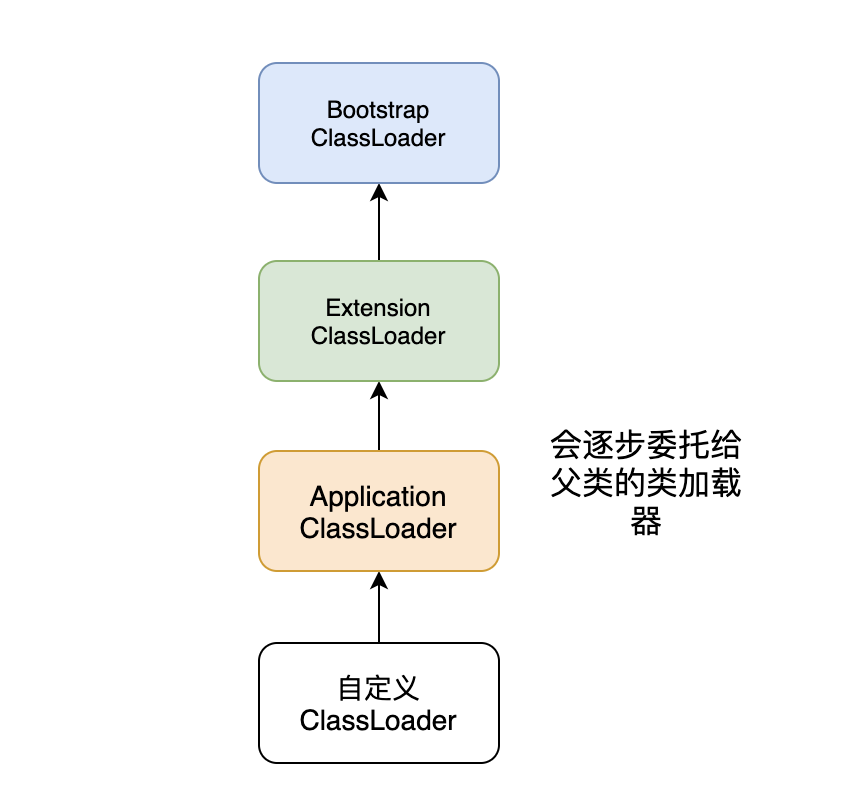 Bootstrap
ClassLoader
Extension
ClassLoader
Application
ClassLoader
会逐步委托给
父类的类加载
器
自定义
ClassLoader